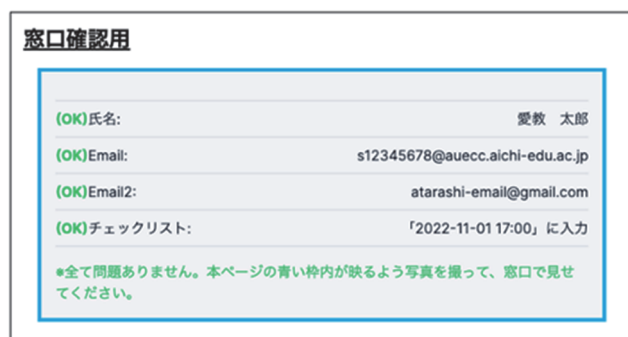 窓口確認用
(OK)氏名: 愛教 太郎
(OK)Email: s12345678@auecc.aichi-edu.ac.jp
(OK)Email2: atarashi-email@gmail.com
(OK)チェックリスト: 「2022-11-01 17:00」に入力
*全て問題ありません。本ページの青い枠内が映るよう写真を撮って、窓口で見せ
てください。